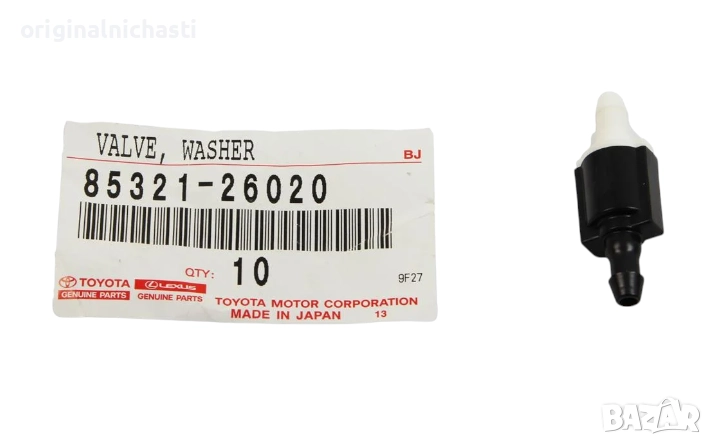 originalnichasti
VALVE, WASHER
BJ
85321-26020
QTY: 10
9F27
TOYOTA LEXUS
GENUINE PARTS GENUINE PARTS
TOYOTA MOTOR CORPORATION
MADE IN JAPAN 13
BAZAR